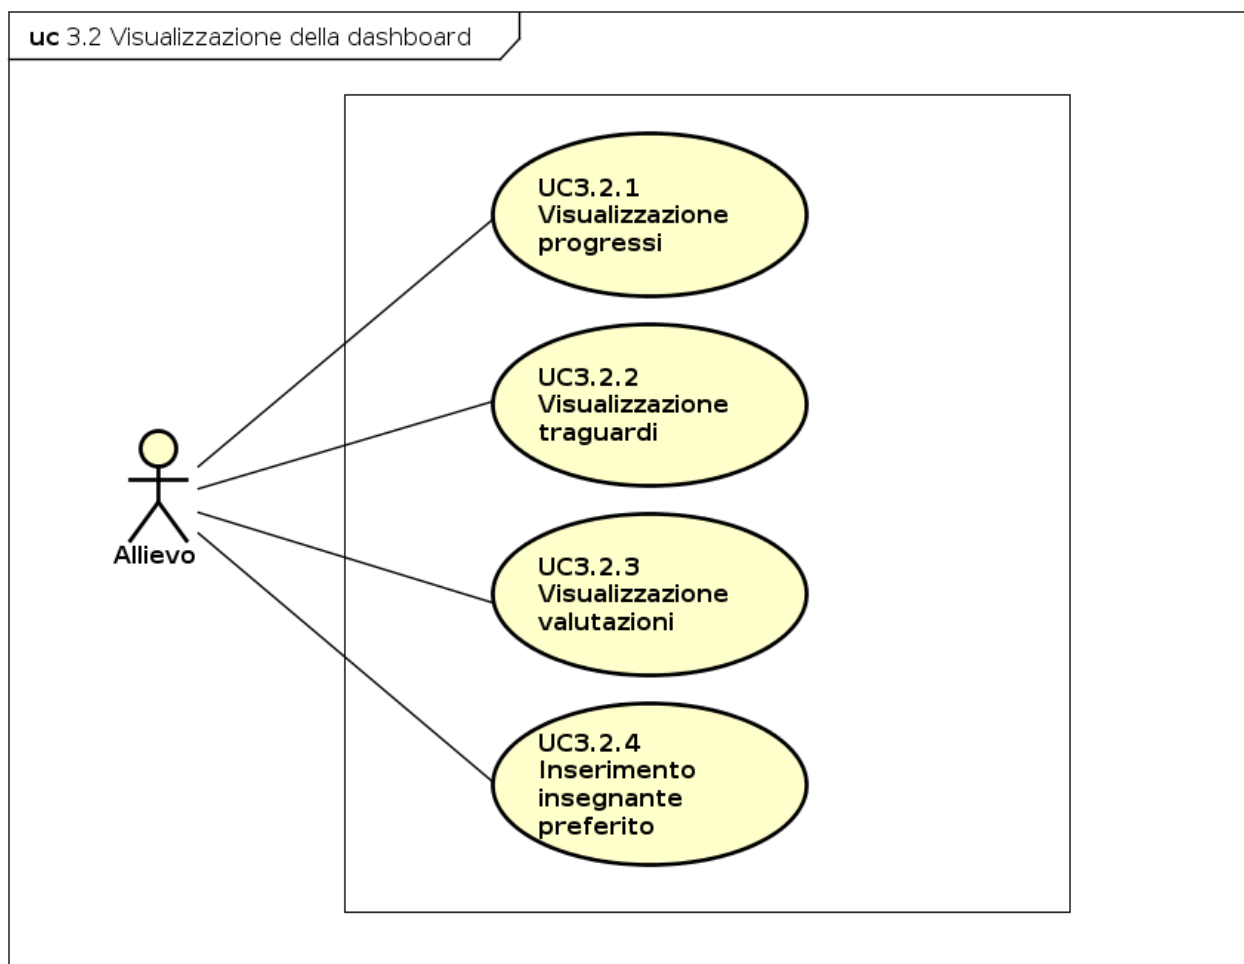 uc 3.2 Visualizzazione della dashboard
UC3.2.1
Visualizzazione
progressi
UC3.2.2
Visualizzazione
traguardi
Allievo
UC3.2.3
Visualizzazione
valutazioni
UC3.2.4
Inserimento
insegnante
preferito